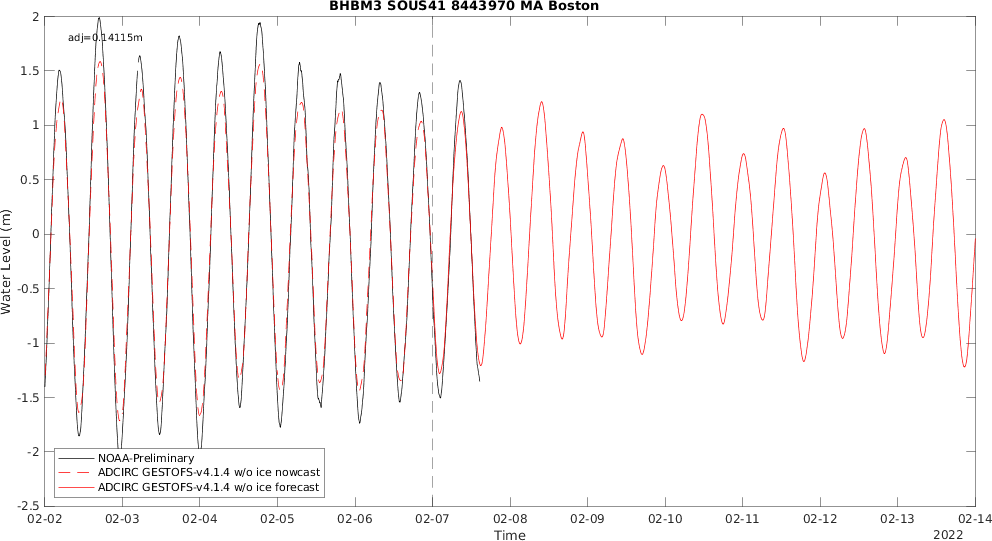 BHBM3 SOUS41 8443970 MA Boston
adj=0.14115m
2
1.5
1
0.5
0
-0.5
-1
-1.5
-2
-2.5
Water Level (m)
NOAA-Preliminary
ADCIRC GESTOFS-v4.1.4 w/o ice nowcast
ADCIRC GESTOFS-v4.1.4 w/o ice forecast
02-02 02-03 02-04 02-05 02-06 02-07 02-08 02-09 02-10 02-11 02-12 02-13 02-14
Time
2022